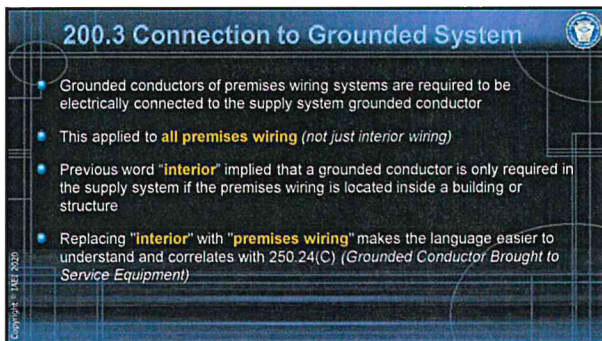 200.3 Connection to Grounded System
Grounded conductors of premises wiring systems are required to be
electrically connected to the supply system grounded conductor
This applied to all premises wiring (not just interior wiring)
Previous word "interior" implied that a grounded conductor is only required in
the supply system if the premises wiring is located inside a building or
structure
Replacing "interior" with "premises wiring" makes the language easier to
understand and correlates with 250.24(C) (Grounded Conductor Brought to
Service Equipment)
Copyright - IAEI 2020